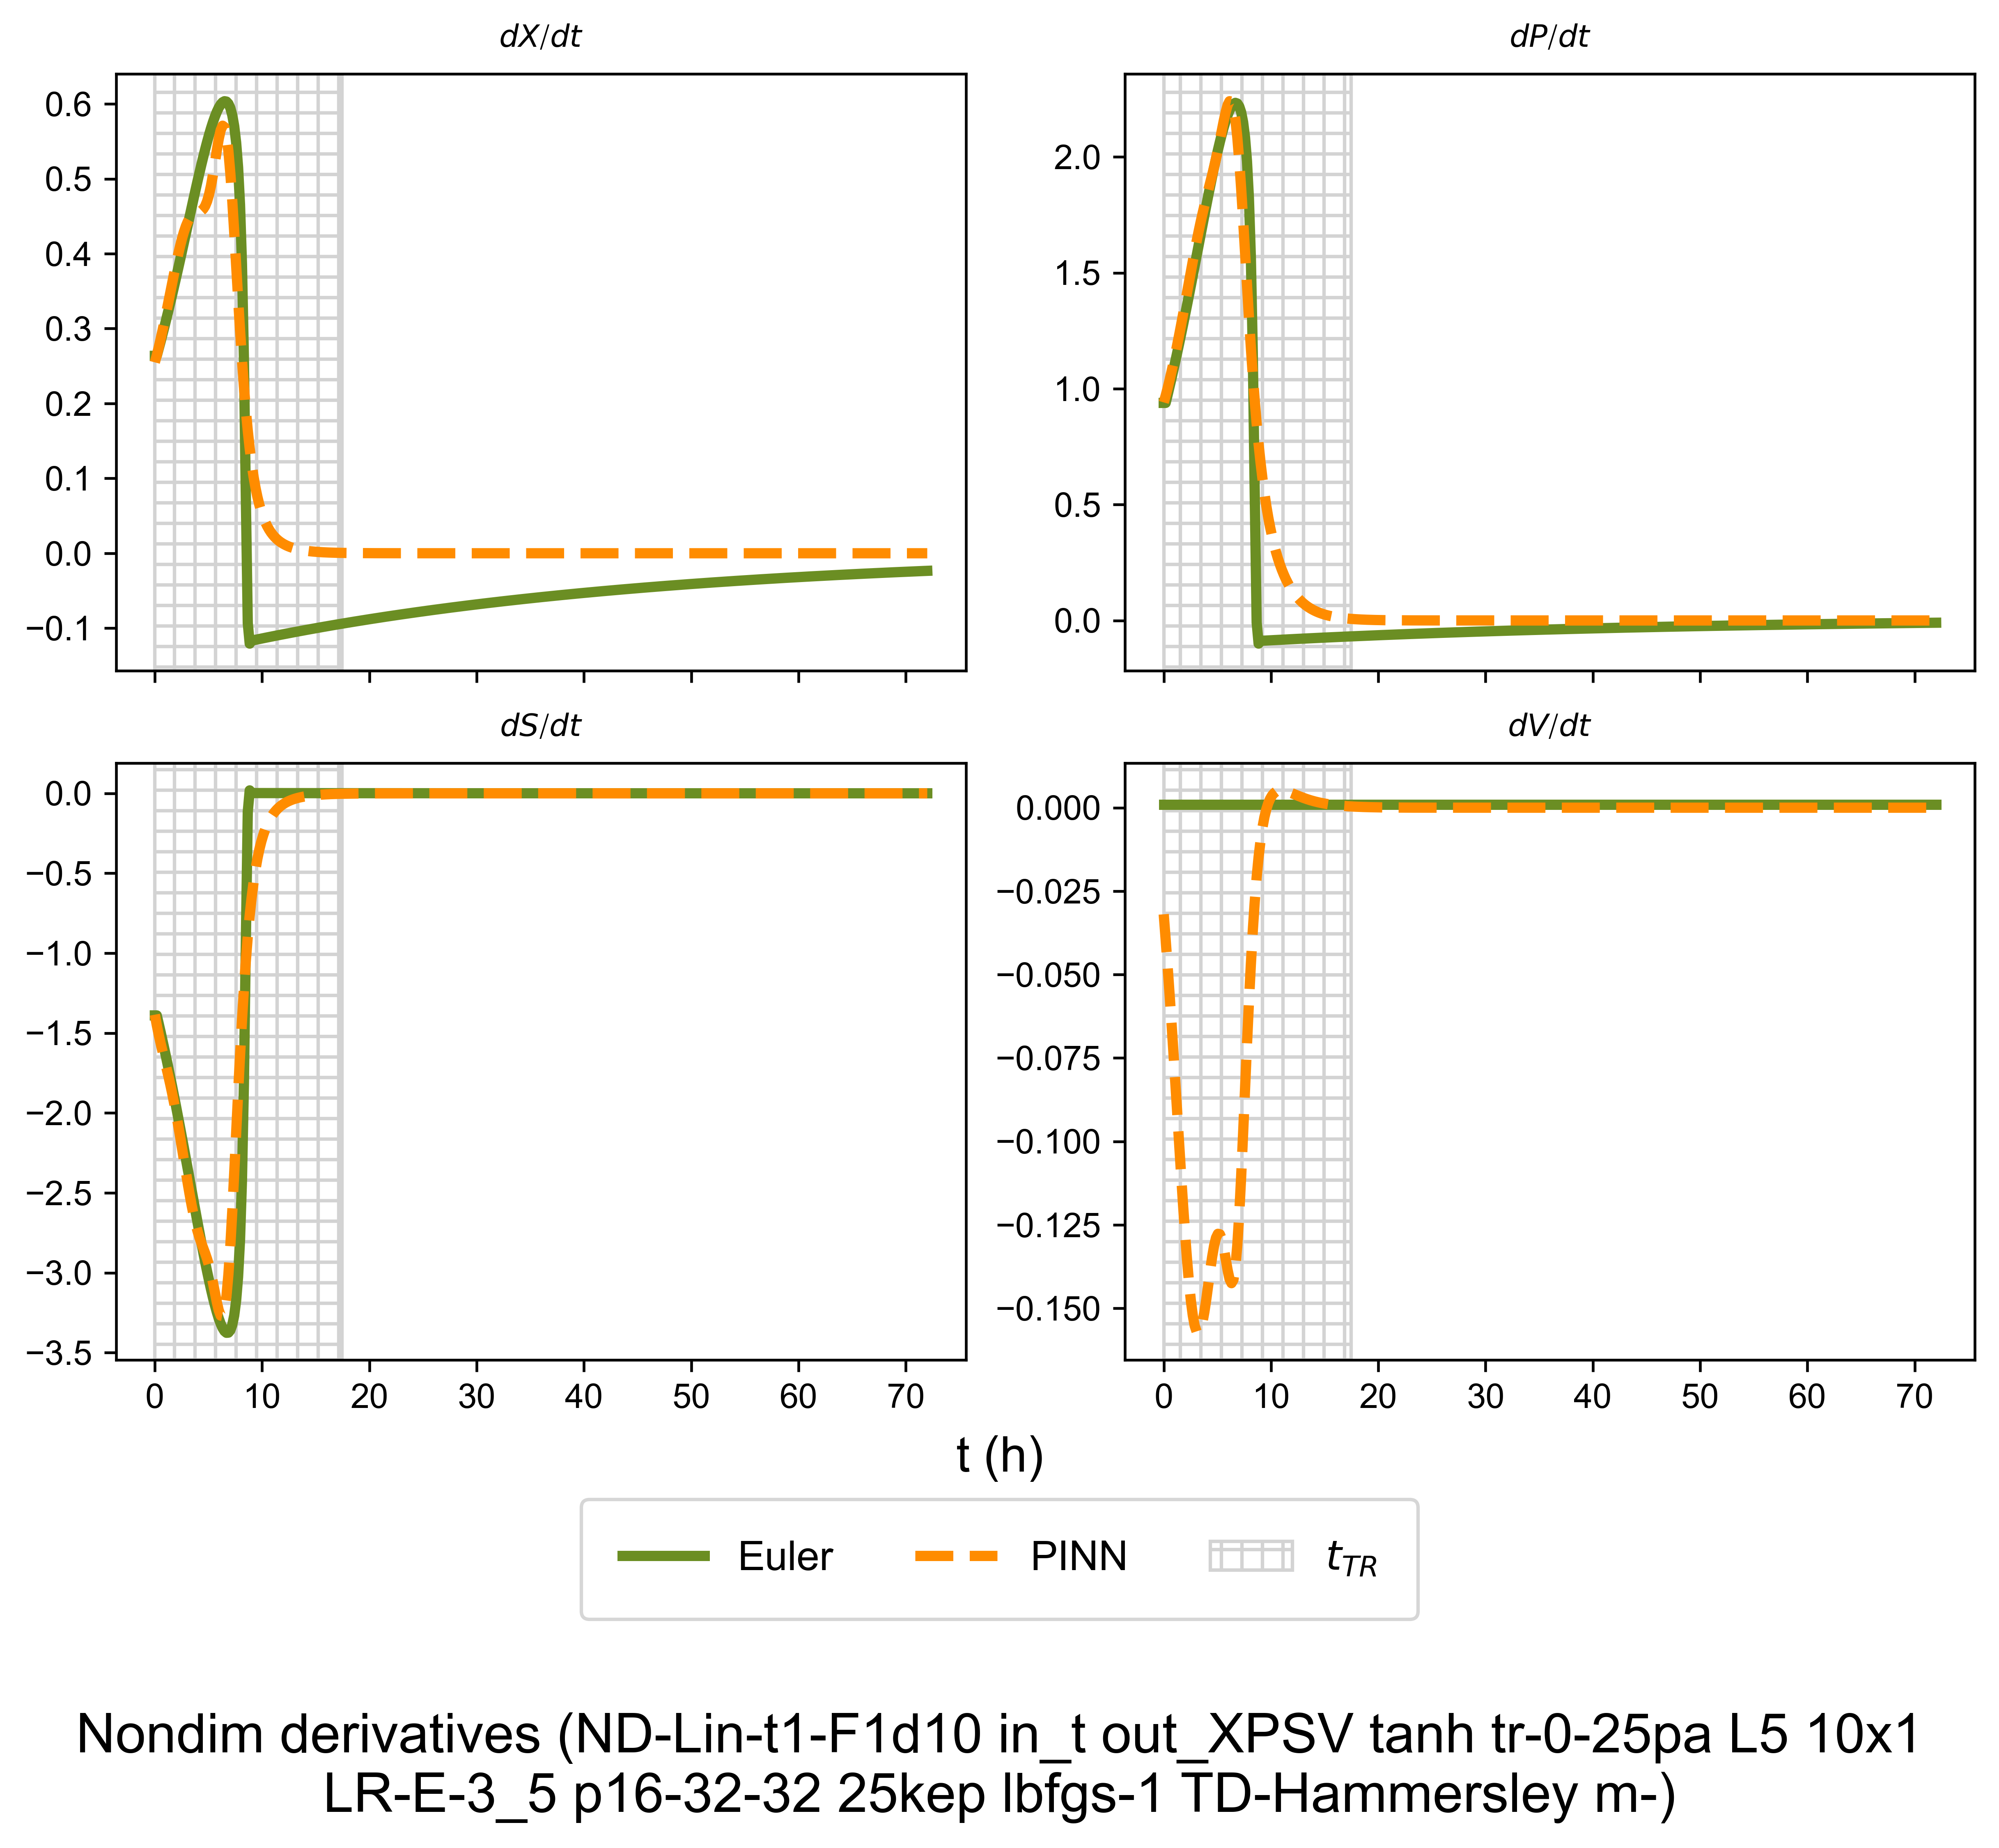 dX/dt
dP/dt
0.6
0.5
0.4
0.3
0.2
0.1
0.0
−0.1
2.0
1.5
1.0
0.5
0.0
dS/dt
dV/dt
0.0
−0.5
−1.0
−1.5
−2.0
−2.5
−3.0
−3.5
0 10 20 30 40 50 60 70
0.000
−0.025
−0.050
−0.075
−0.100
−0.125
−0.150
0 10 20 30 40 50 60 70
t (h)
Euler PINN t_TR
Nondim derivatives (ND-Lin-t1-F1d10 in_t out_XPSV tanh tr-0-25pa L5 10x1
LR-E-3_5 p16-32-32 25kep lbfgs-1 TD-Hammersley m-)